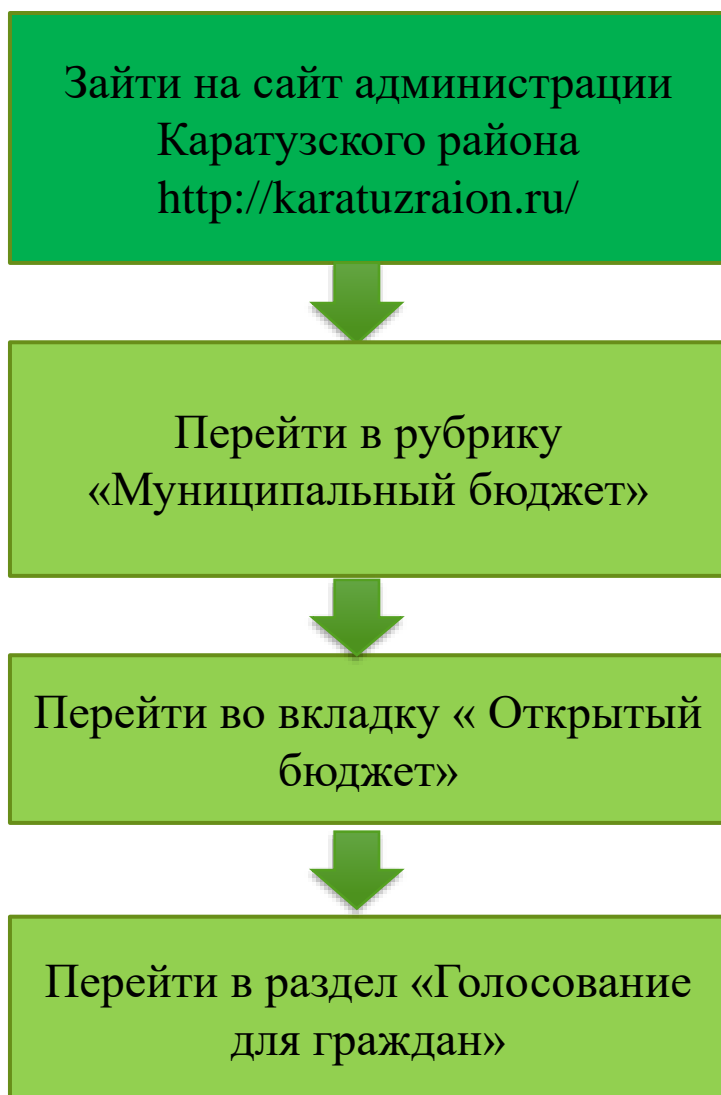 Зайти на сайт администрации
Каратузского района
http://karatuzraion.ru/
Перейти в рубрику
«Муниципальный бюджет»
Перейти во вкладку « Открытый
бюджет»
Перейти в раздел «Голосование
для граждан»